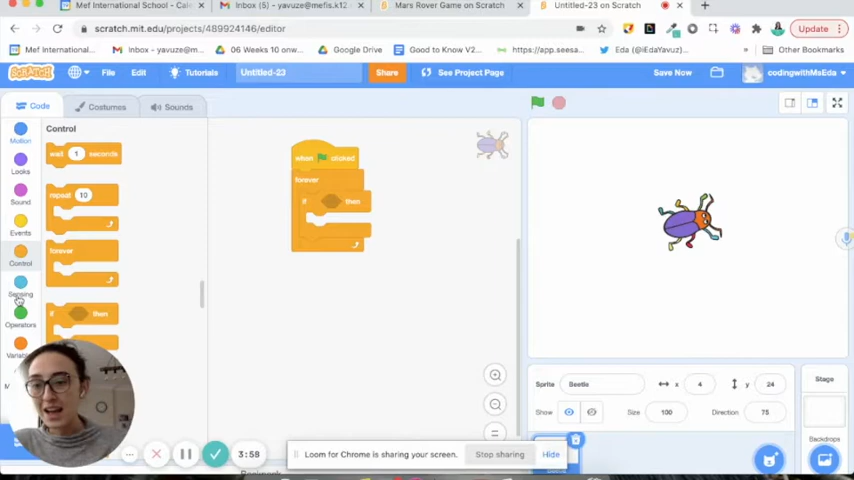 Mef International School - Cale
Inbox (5) - yavuze@mefis.k12
Mars Rover Game on Scratch
Untitled-23 on Scratch
scratch.mit.edu/projects/489924146/editor
Update
Mef International...
yavuze@mefis.k12...
06 Weeks 10 onw...
Good to Know V2...
https://app.seesa...
Eda (@EdaYavuz)...
Other Bookmarks
SCRATCH
File
Edit
Tutorials
Untitled-23
Share
See Project Page
Save Now
codingwithMsEda
Code
Costumes
Sounds
Motion
Looks
Sound
Events
Control
Sensing
Operators
Variab
Control
wait 1 seconds
repeat 10
forever
if then
when clicked
forever
if then
Sprite
Beetle
x
4
y
24
Show
Size
100
Direction
75
Stage
Backdrops
3:58
Loom for Chrome is sharing your screen.
Stop sharing
Hide